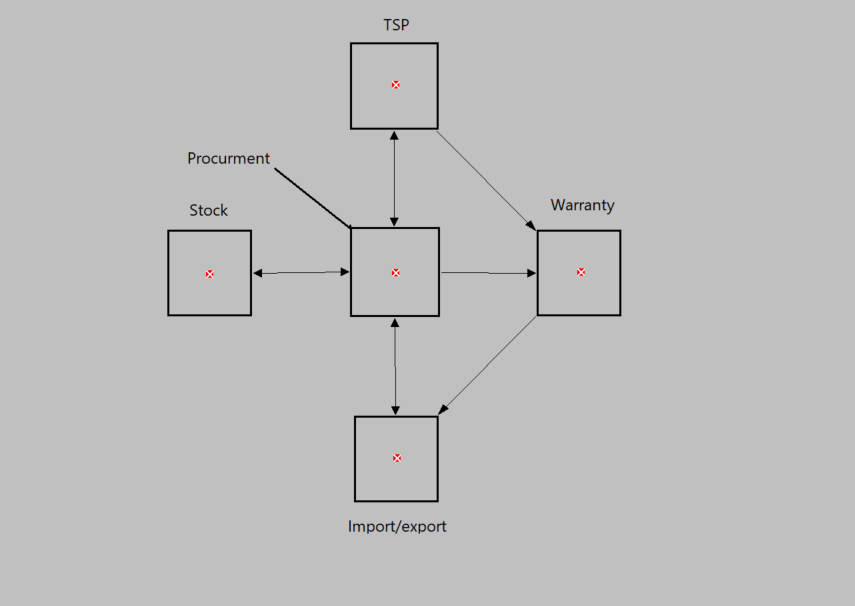 TSP
Procurment
Stock
Warranty
Import/export